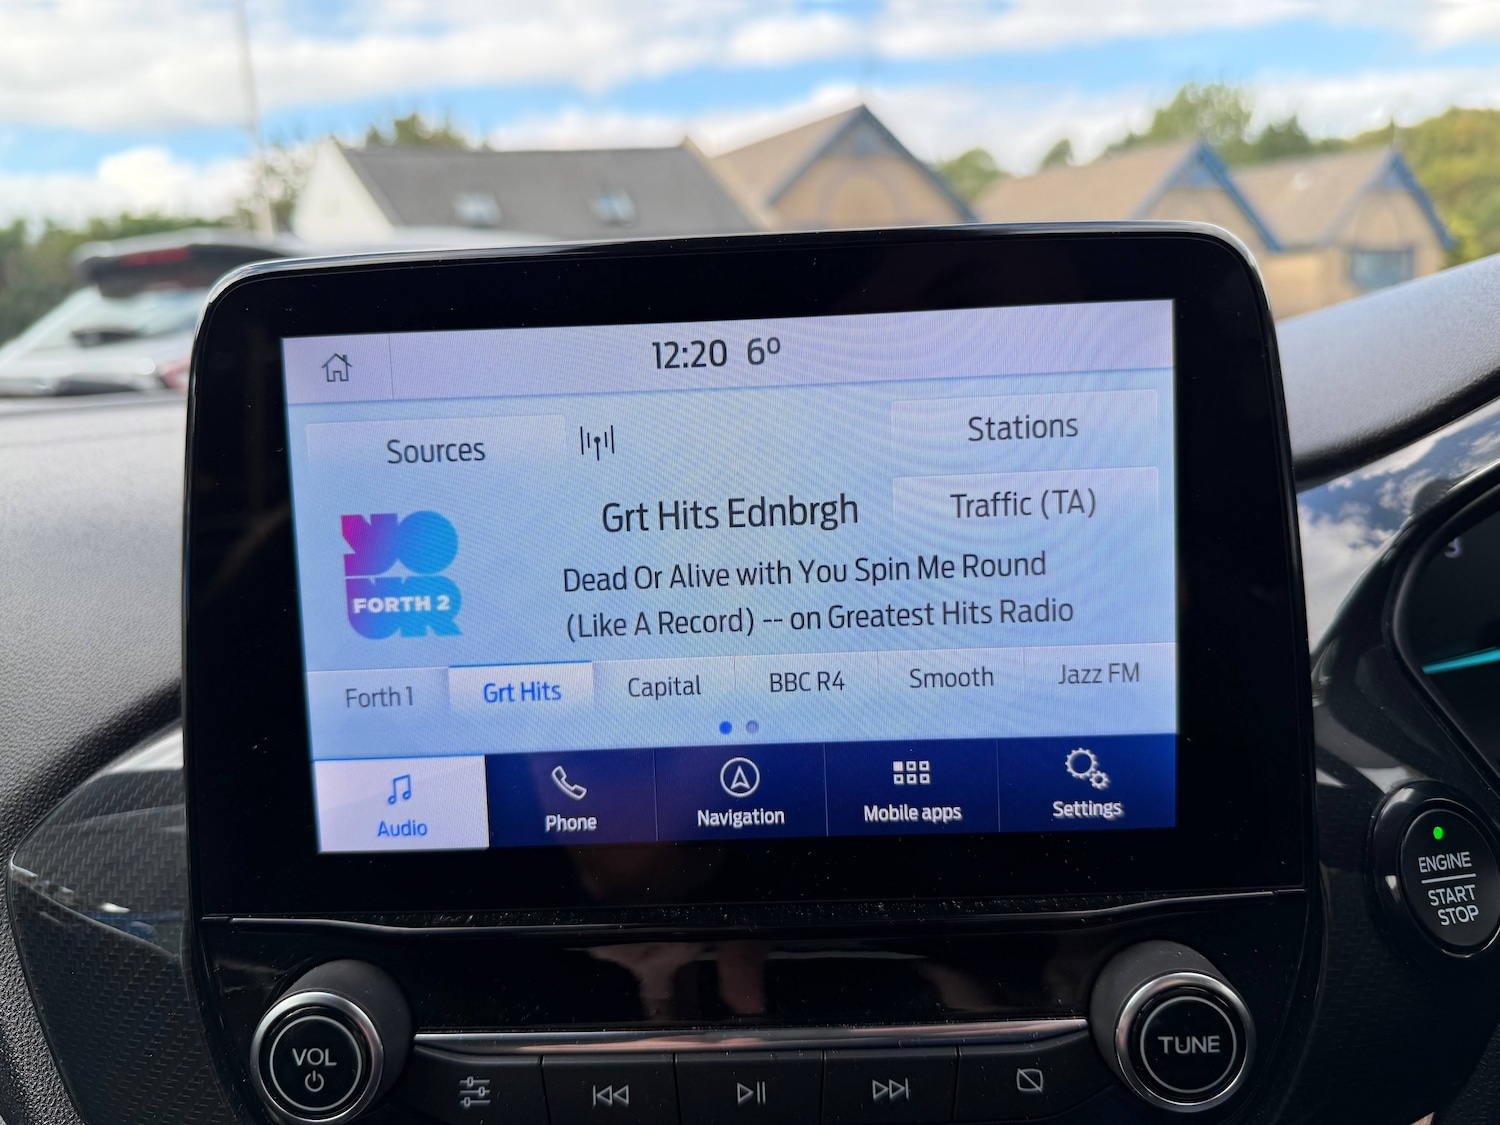 12:20 6°
Sources
Stations
Traffic (TA)
Grt Hits Ednbrgh
Dead Or Alive with You Spin Me Round
(Like A Record) -- on Greatest Hits Radio
YO
FORTH 2
UR
Forth 1
Grt Hits
Capital
BBC R4
Smooth
Jazz FM
Audio
Phone
Navigation
Mobile apps
Settings
ENGINE
START
STOP
VOL
TUNE